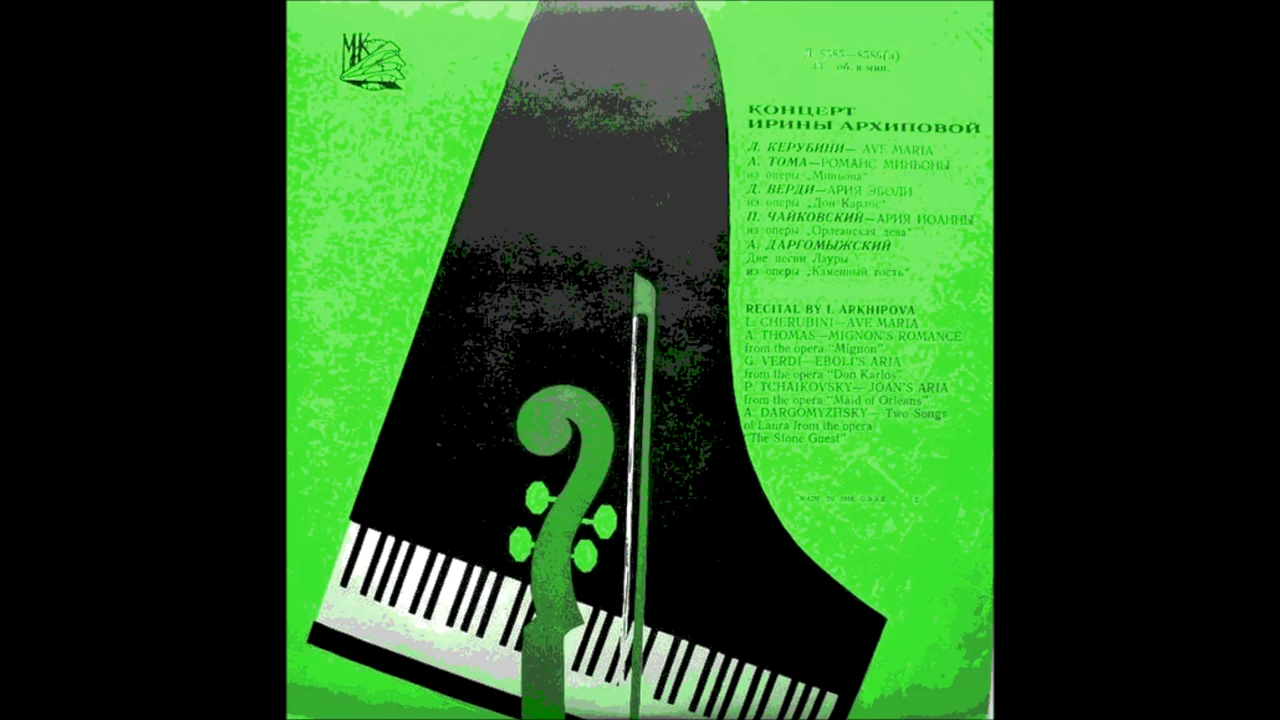 МК
Д 8585—8586(а)
об. в мин.
КОНЦЕРТ
ИРИНЫ АРХИПОВОЙ
Л. КЕРУБИНИ— AVE MARIA
А. ТОМА—РОМАНС МИНЬОНЫ
из оперы „Миньона“
Д. ВЕРДИ—АРИЯ ЭБОЛИ
из оперы „Дон Карлос“
П. ЧАЙКОВСКИЙ—АРИЯ ИОАННЫ
из оперы „Орлеанская дева“
А. ДАРГОМЫЖСКИЙ
Две песни Лауры
из оперы „Каменный гость“
RECITAL BY I. ARKHIPOVA
L. CHERUBINI—AVE MARIA
A. THOMAS—MIGNON'S ROMANCE
from the opera "Mignon"
G. VERDI—EBOLI'S ARIA
from the opera "Don Karlos"
P. TCHAIKOVSKY—JOAN'S ARIA
from the opera "Maid of Orleans"
A. DARGOMYZHSKY— Two Songs
of Laura from the opera
"The Stone Guest"
MADE IN THE USSR